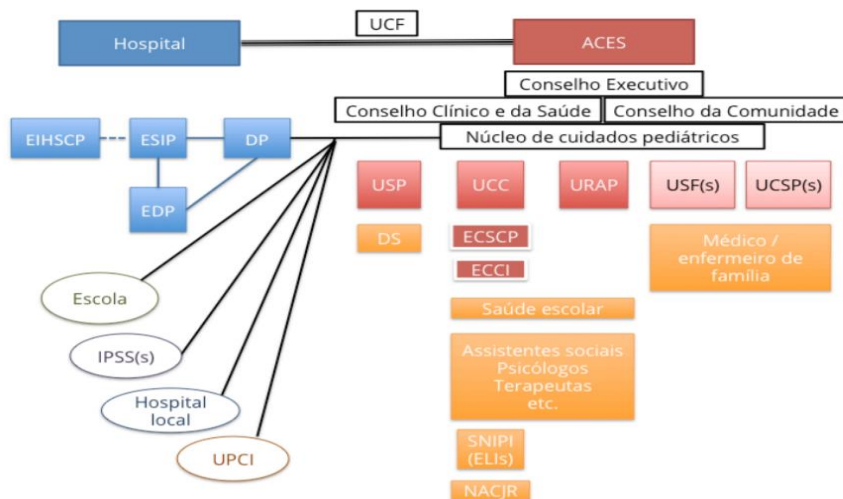 UCF
Hospital
ACES
Conselho Executivo
Conselho Clínico e da Saúde
Conselho da Comunidade
EIHSCP
ESIP
DP
Núcleo de cuidados pediátricos
EDP
USP
UCC
URAP
USF(s)
UCSP(s)
DS
ECSCP
ECCI
Médico /
enfermeiro de
família
Escola
Saúde escolar
IPSS(s)
Assistentes sociais
Psicólogos
Terapeutas
etc.
Hospital
local
UPCI
SNIPI
(ELIs)
NACJR